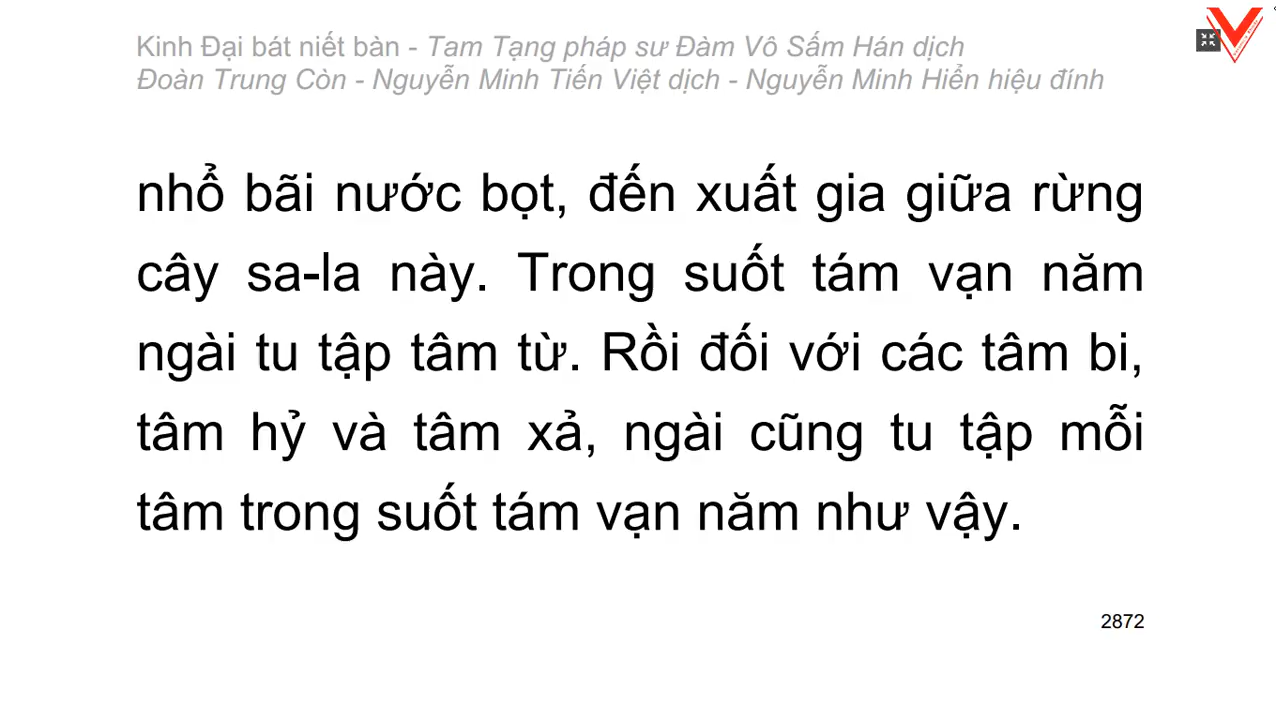 Kinh Đại bát niết bàn - Tam Tạng pháp sư Đàm Vô Sấm Hán dịch
Đoàn Trung Còn - Nguyễn Minh Tiến Việt dịch - Nguyễn Minh Hiển hiệu đính
nhổ bãi nước bọt, đến xuất gia giữa rừng
cây sa-la này. Trong suốt tám vạn năm
ngài tu tập tâm từ. Rồi đối với các tâm bi,
tâm hỷ và tâm xả, ngài cũng tu tập mỗi
tâm trong suốt tám vạn năm như vậy.
2872